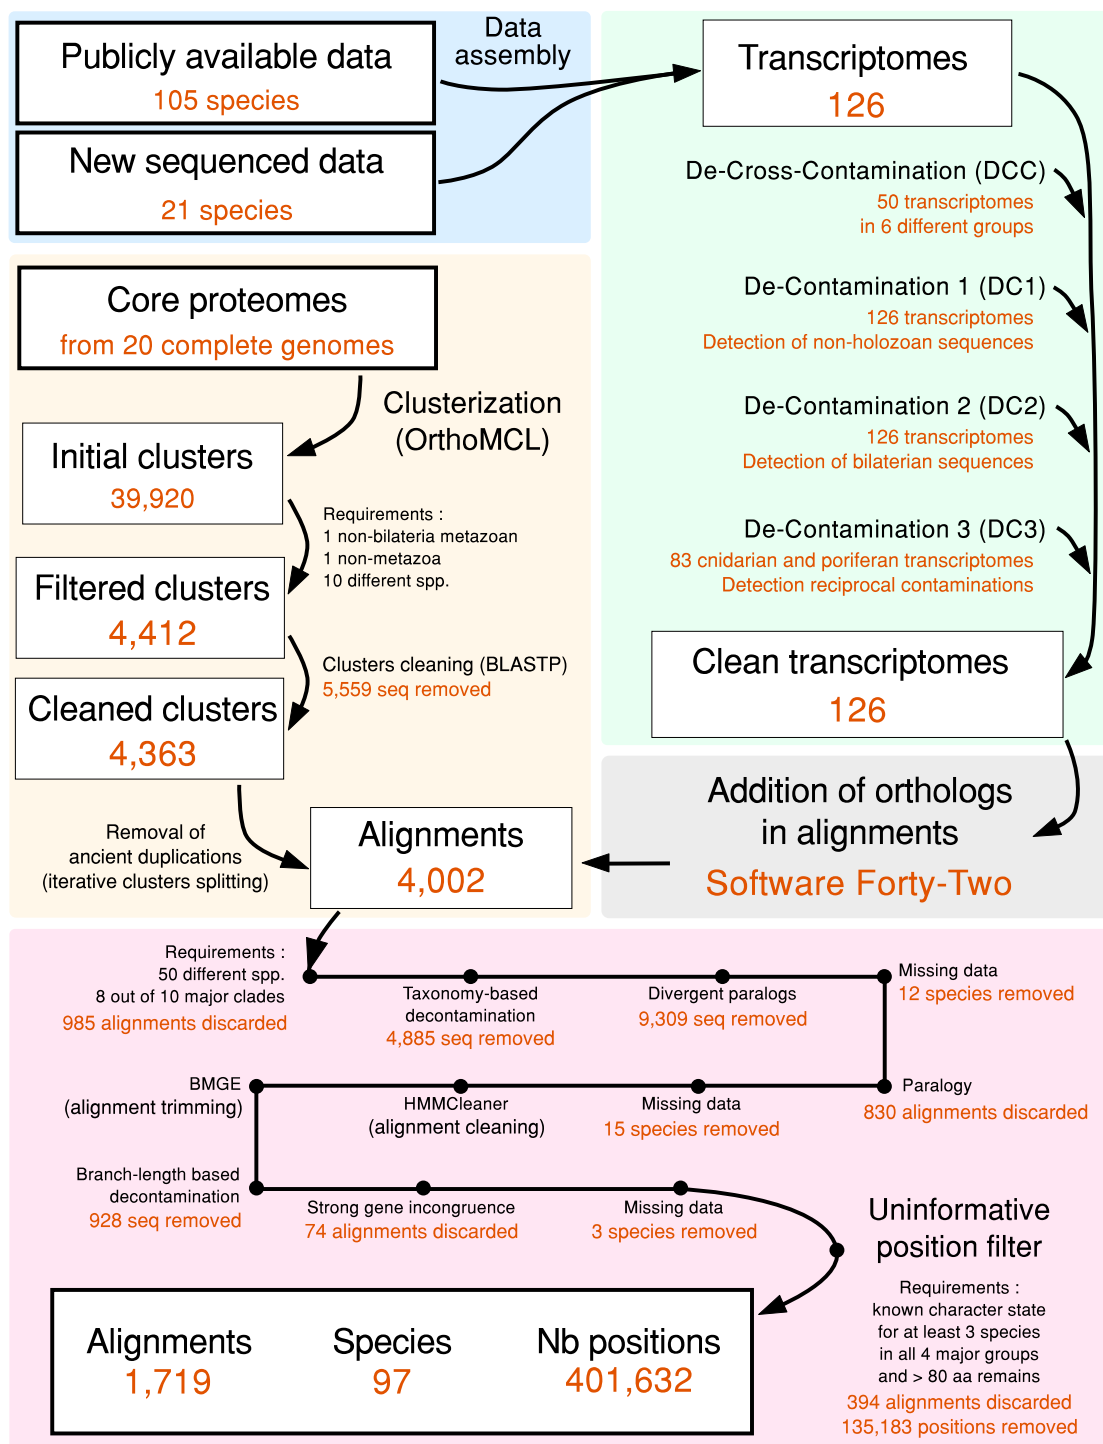 Publicly available data
105 species
New sequenced data
21 species
Data
assembly
Transcriptomes
126
De-Cross-Contamination (DCC)
50 transcriptomes
in 6 different groups
De-Contamination 1 (DC1)
126 transcriptomes
Detection of non-holozoan sequences
De-Contamination 2 (DC2)
126 transcriptomes
Detection of bilaterian sequences
De-Contamination 3 (DC3)
83 cnidarian and poriferan transcriptomes
Detection reciprocal contaminations
Clean transcriptomes
126
Core proteomes
from 20 complete genomes
Clusterization
(OrthoMCL)
Initial clusters
39,920
Requirements :
1 non-bilateria metazoan
1 non-metazoa
10 different spp.
Filtered clusters
4,412
Clusters cleaning (BLASTP)
5,559 seq removed
Cleaned clusters
4,363
Removal of
ancient duplications
(iterative clusters splitting)
Alignments
4,002
Addition of orthologs
in alignments
Software Forty-Two
Requirements :
50 different spp.
8 out of 10 major clades
985 alignments discarded
Taxonomy-based
decontamination
4,885 seq removed
Divergent paralogs
9,309 seq removed
Missing data
12 species removed
Paralogy
830 alignments discarded
Missing data
15 species removed
HMMCleaner
(alignment cleaning)
BMGE
(alignment trimming)
Branch-length based
decontamination
928 seq removed
Strong gene incongruence
74 alignments discarded
Missing data
3 species removed
Uninformative
position filter
Requirements :
known character state
for at least 3 species
in all 4 major groups
and > 80 aa remains
394 alignments discarded
135,183 positions removed
Alignments
1,719
Species
97
Nb positions
401,632